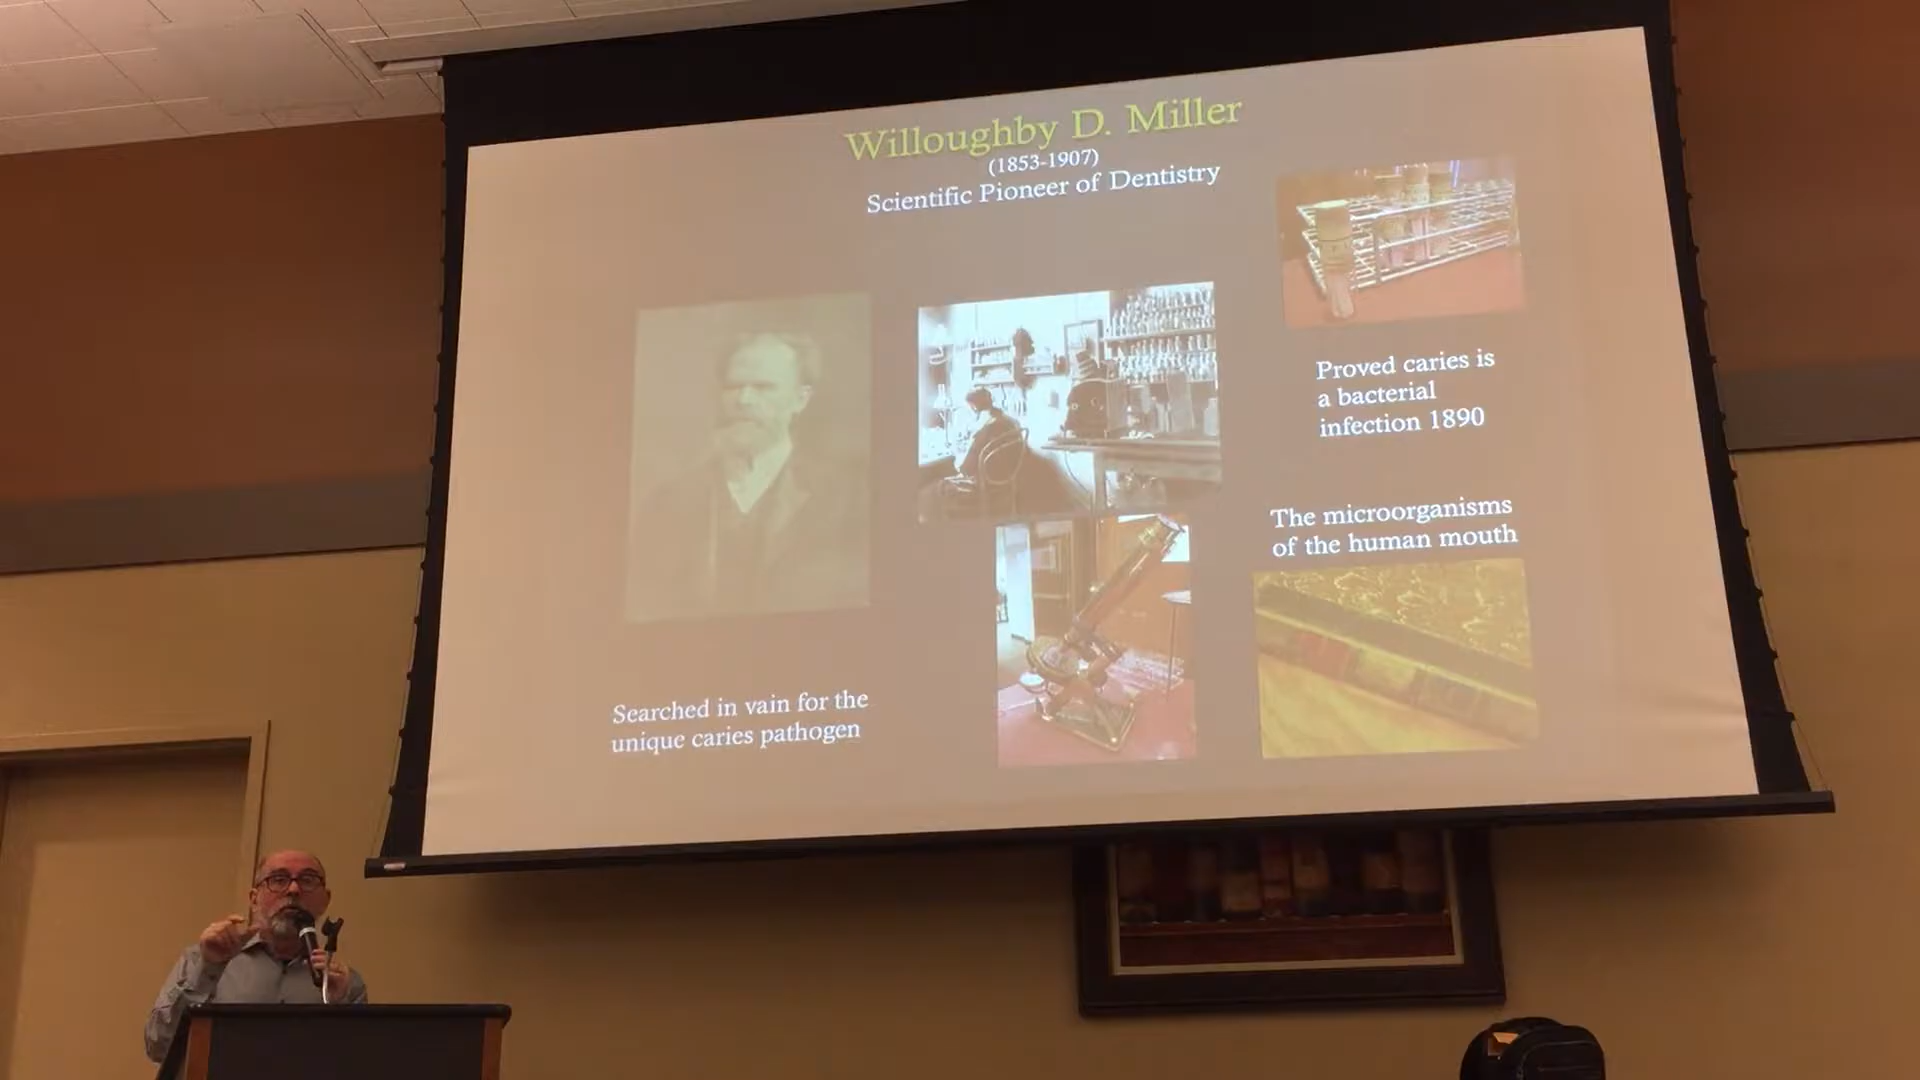 Willoughby D. Miller
(1853-1907)
Scientific Pioneer of Dentistry
Proved caries is
a bacterial
infection 1890
The microorganisms
of the human mouth
Searched in vain for the
unique caries pathogen